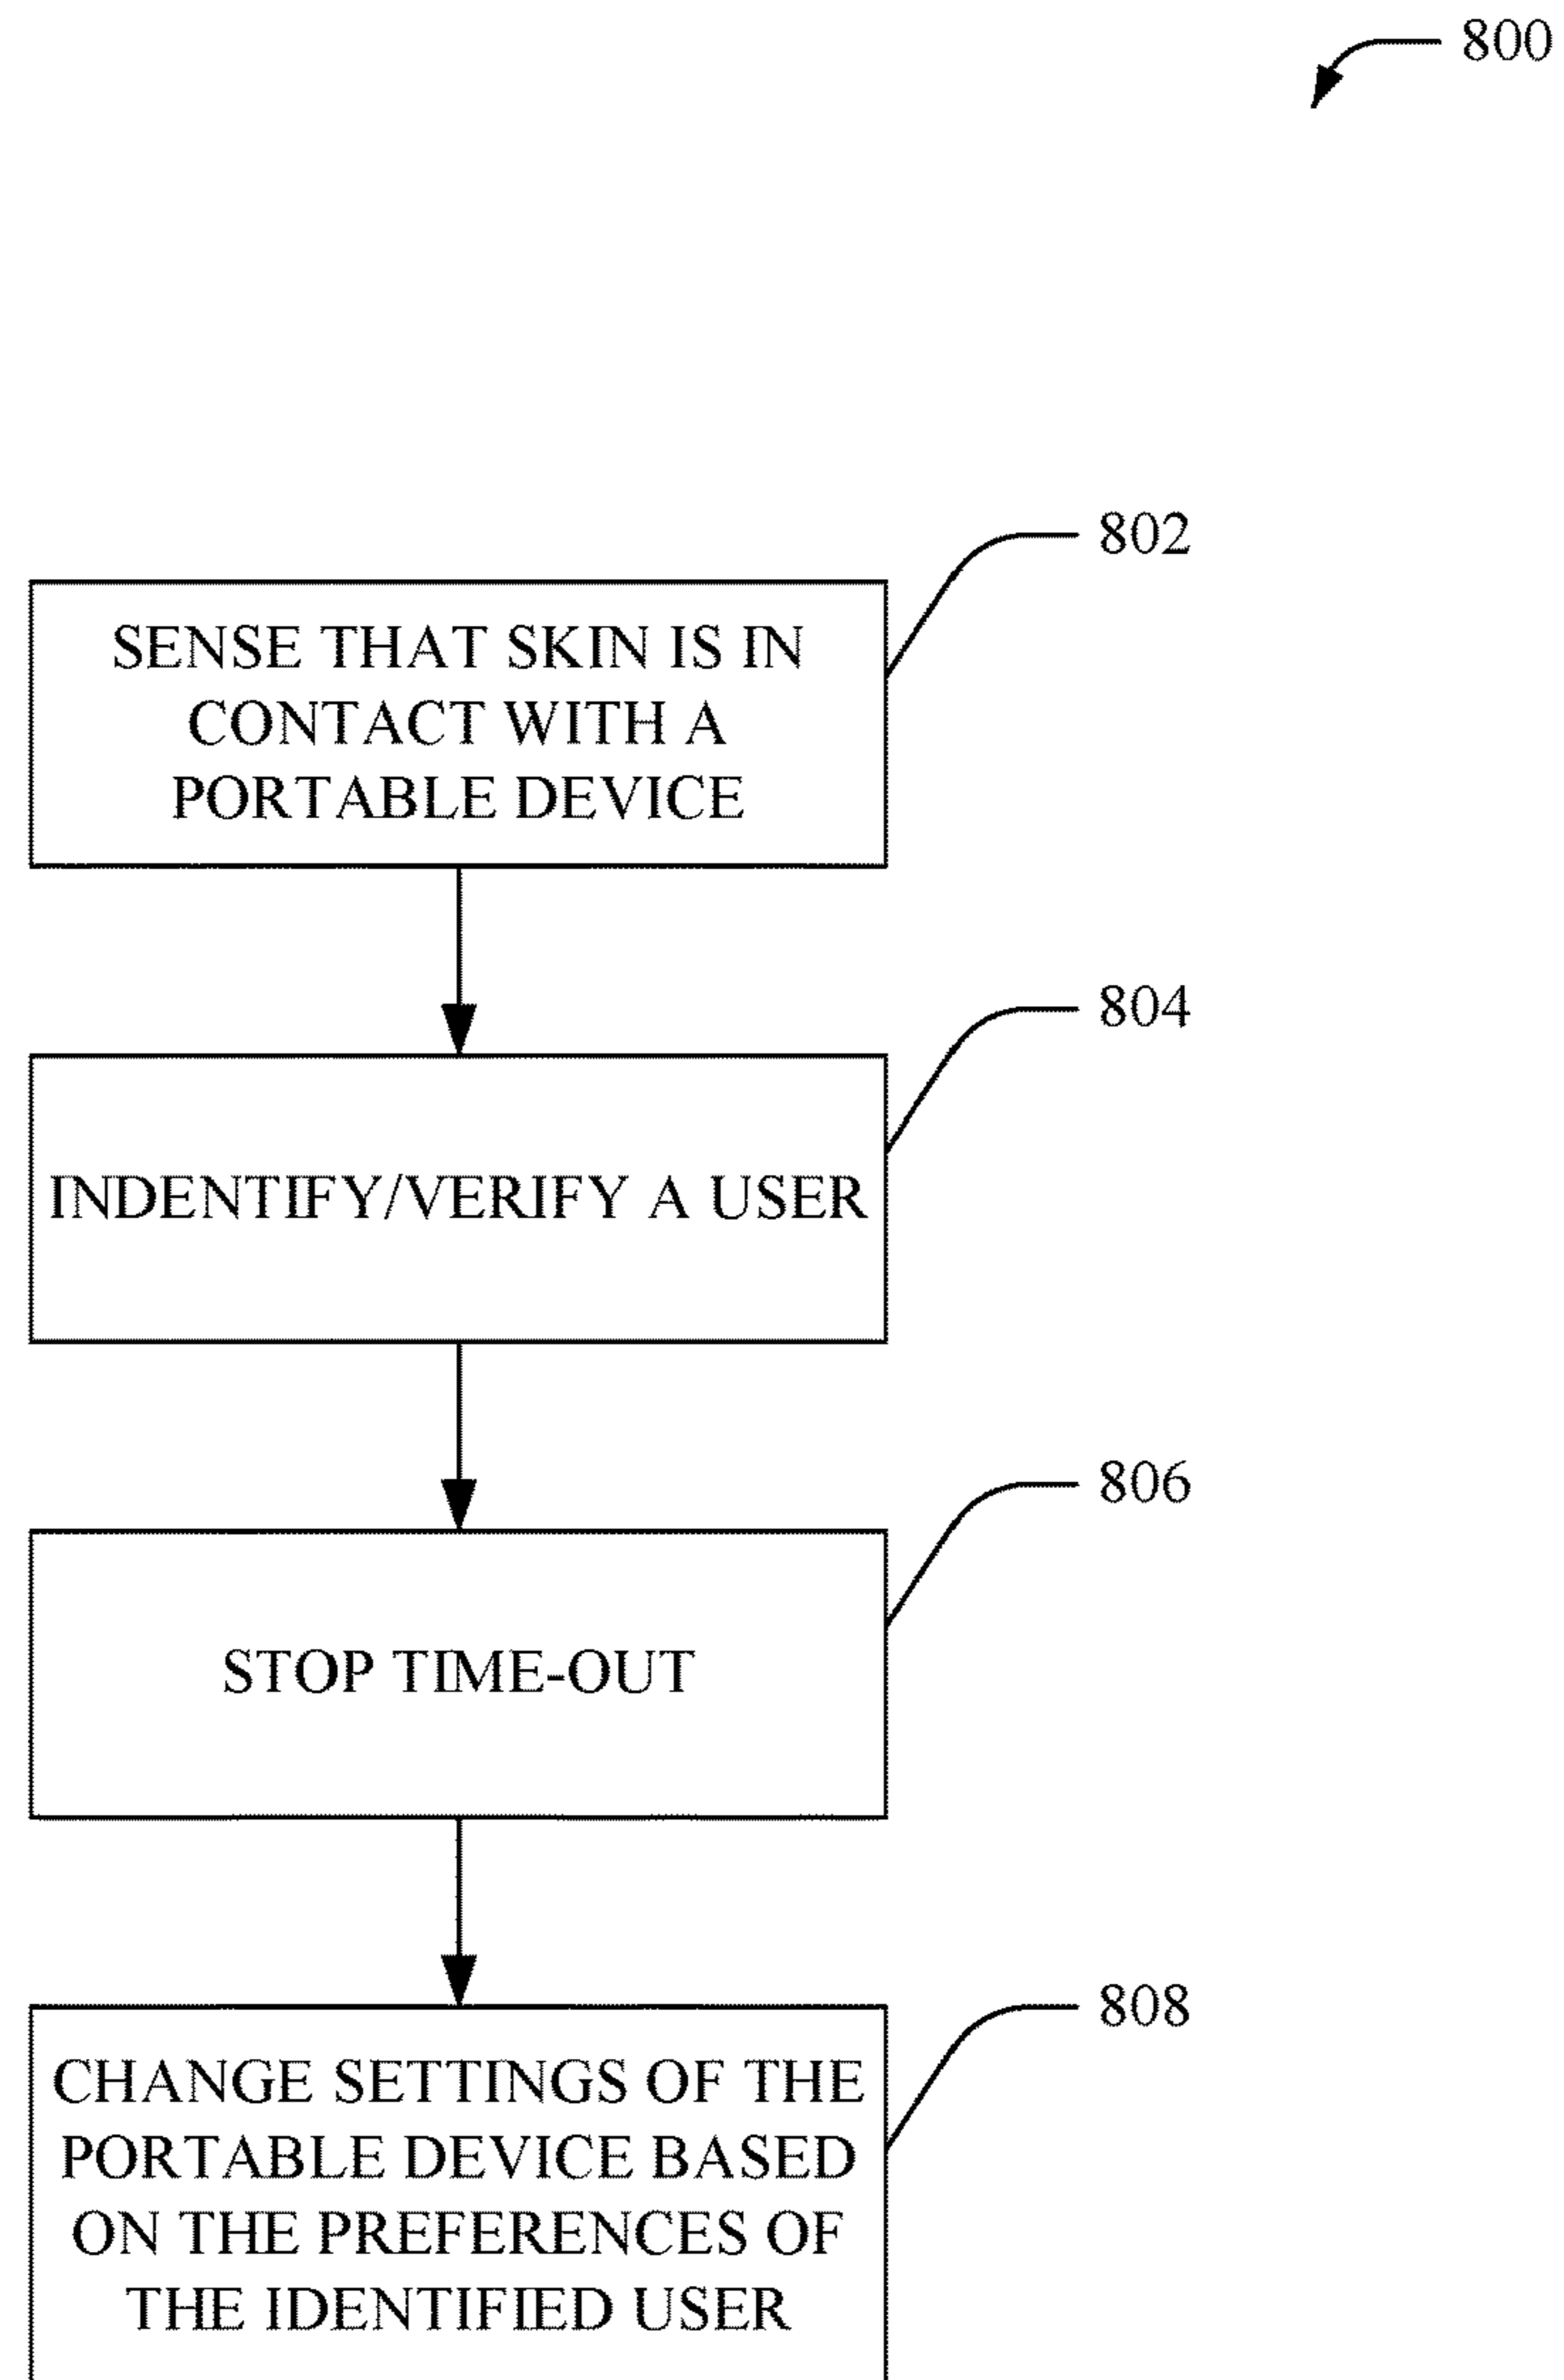 800
802
SENSE THAT SKIN IS IN
CONTACT WITH A
PORTABLE DEVICE
804
INDENTIFY/VERIFY A USER
806
STOP TIME-OUT
808
CHANGE SETTINGS OF THE
PORTABLE DEVICE BASED
ON THE PREFERENCES OF
THE IDENTIFIED USER